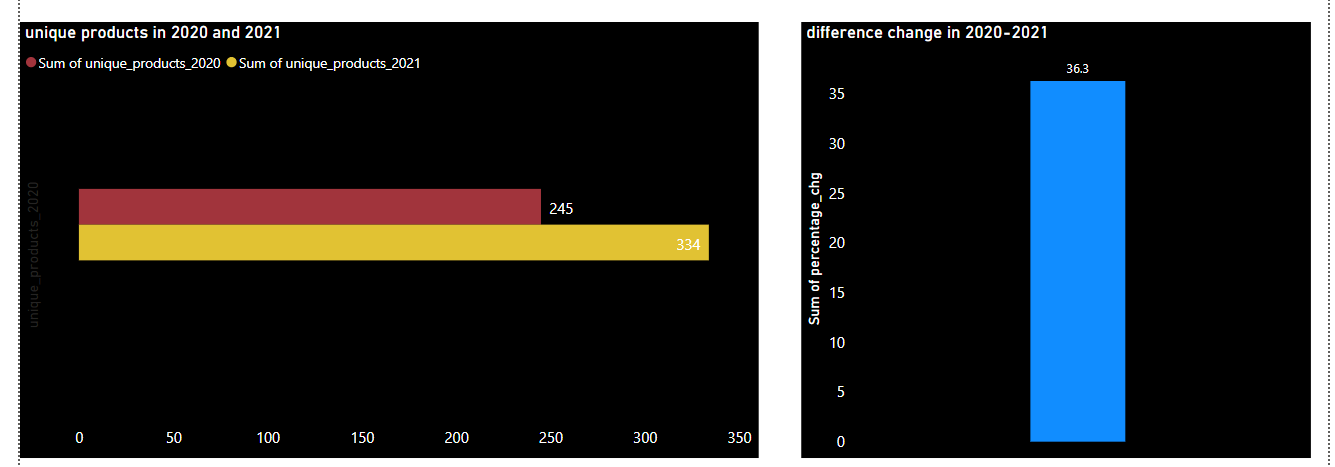 unique products in 2020 and 2021
Sum of unique_products_2020 Sum of unique_products_2021
unique_products_2020
245
334
0 50 100 150 200 250 300 350
difference change in 2020-2021
36.3
Sum of percentage_chg
35
30
25
20
15
10
5
0